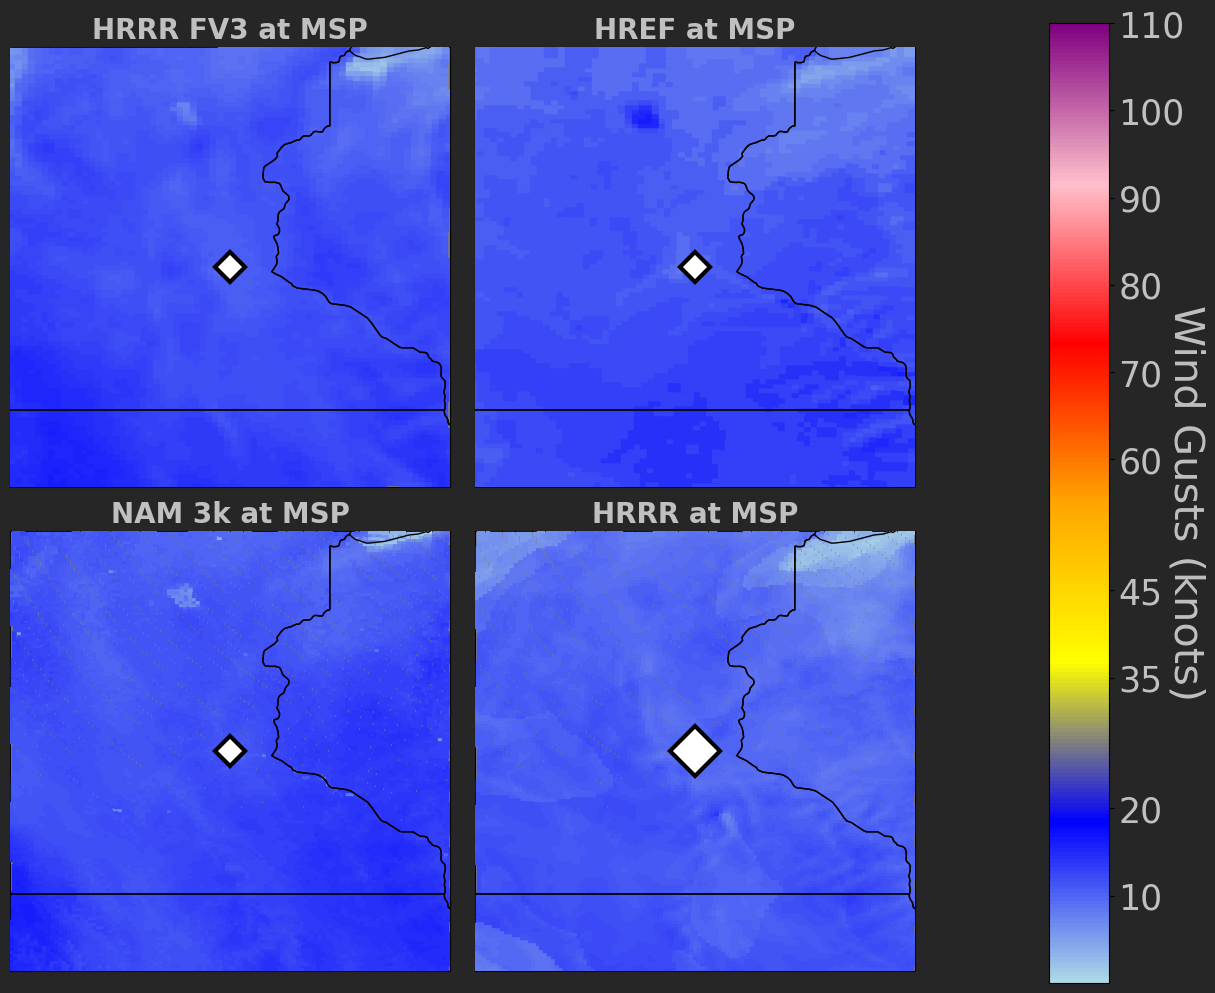 HRRR FV3 at MSP
HREF at MSP
NAM 3k at MSP
HRRR at MSP
110
100
90
80
70
60
45
35
20
10
Wind Gusts (knots)